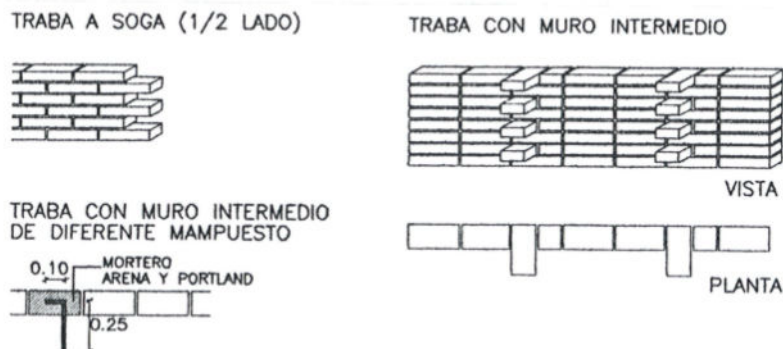 TRABA A SOGA (1/2 LADO)
TRABA CON MURO INTERMEDIO
VISTA
TRABA CON MURO INTERMEDIO
DE DIFERENTE MAMPUESTO
0.10
MORTERO
ARENA Y PORTLAND
0.25
PLANTA